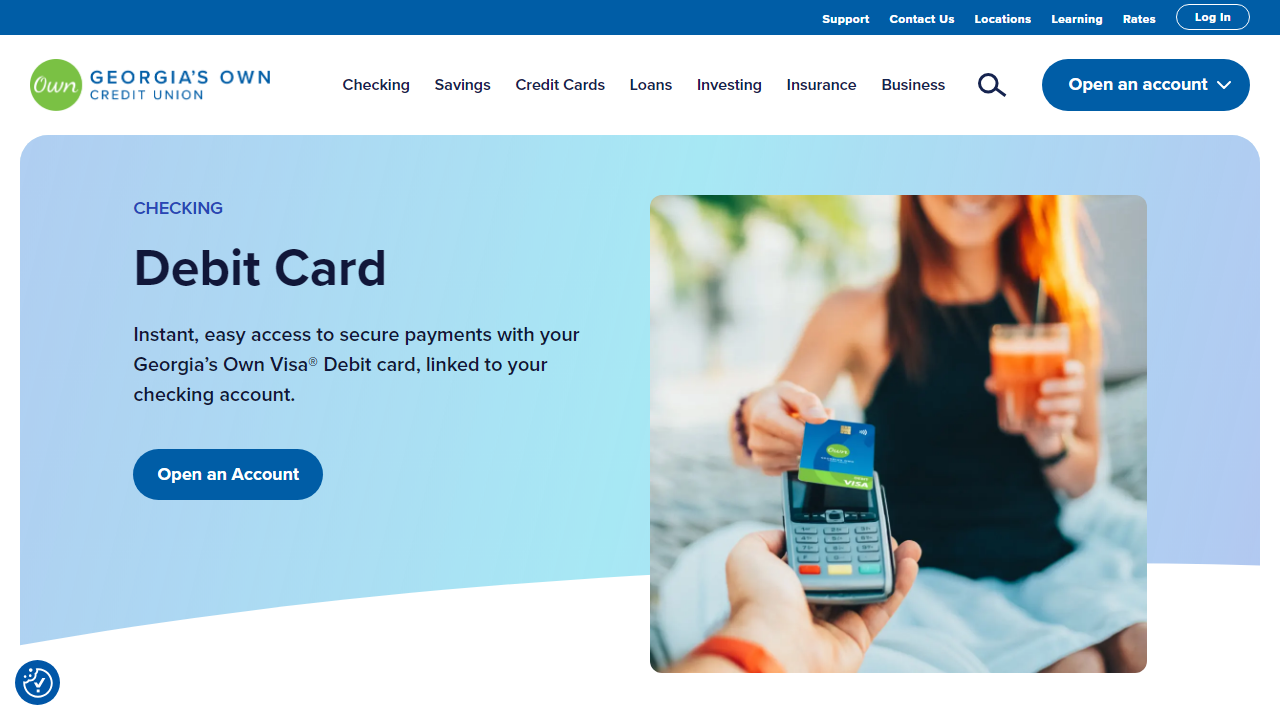 Support Contact Us Locations Learning Rates Log In
Own GEORGIA'S OWN
CREDIT UNION
Checking Savings Credit Cards Loans Investing Insurance Business Open an account
CHECKING
Debit Card
Instant, easy access to secure payments with your
Georgia’s Own Visa® Debit card, linked to your
checking account.
Open an Account
Own
VISA